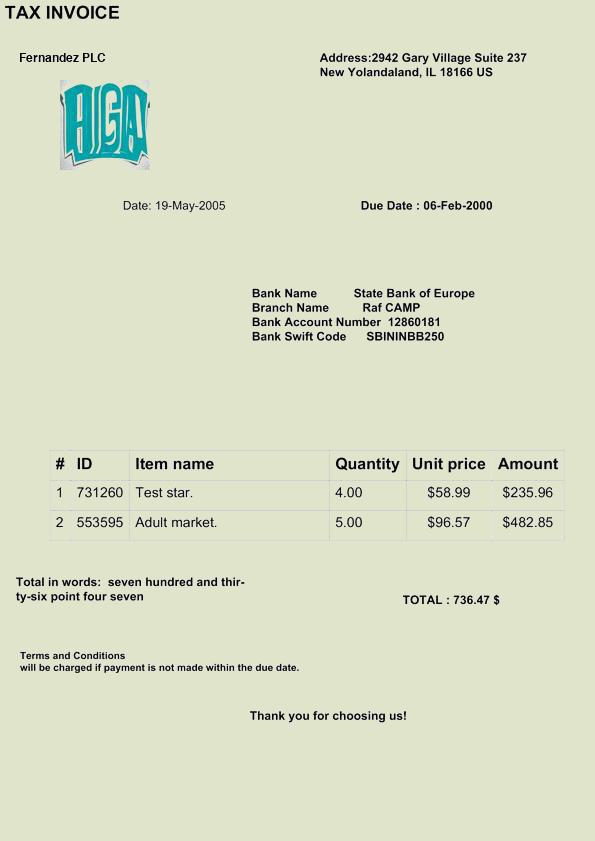 TAX INVOICE
Fernandez PLC
Address:2942 Gary Village Suite 237
New Yolandaland, IL 18166 US
AIGA
Date: 19-May-2005
Due Date : 06-Feb-2000
Bank Name State Bank of Europe
Branch Name Raf CAMP
Bank Account Number 12860181
Bank Swift Code SBININBB250
# ID Item name Quantity Unit price Amount
1 731260 Test star. 4.00 $58.99 $235.96
2 553595 Adult market. 5.00 $96.57 $482.85
Total in words: seven hundred and thir-
ty-six point four seven
TOTAL : 736.47 $
Terms and Conditions
will be charged if payment is not made within the due date.
Thank you for choosing us!